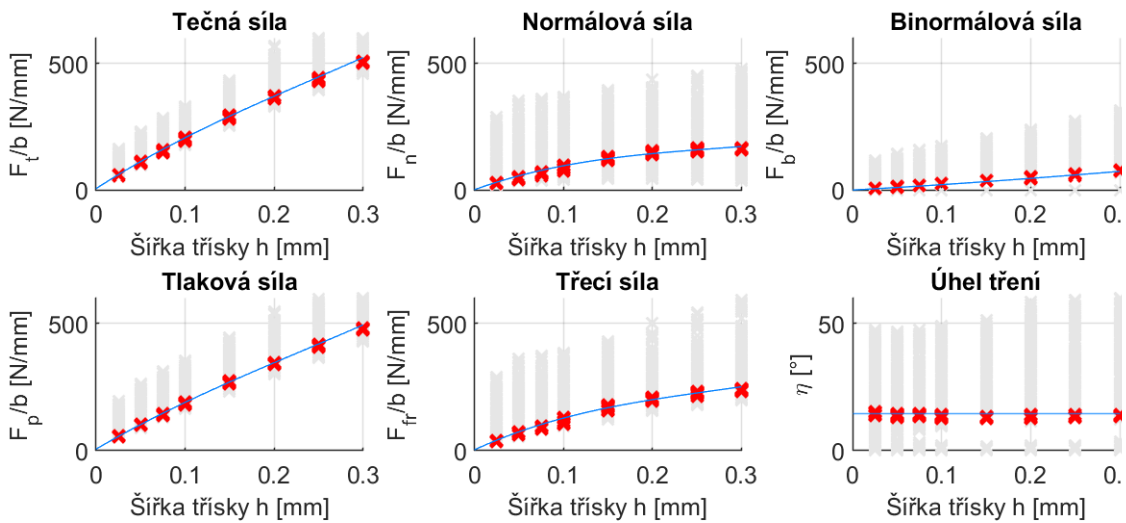 Tečná síla
Normálová síla
Binormálová síla
F_t/b [N/mm]
500
0
0 0.1 0.2 0.3
Šířka třísky h [mm]
F_n/b [N/mm]
500
0
0 0.1 0.2 0.3
Šířka třísky h [mm]
F_b/b [N/mm]
500
0
0 0.1 0.2 0.
Šířka třísky h [mm]
Tlaková síla
Třecí síla
Úhel tření
F_p/b [N/mm]
500
0
0 0.1 0.2 0.3
Šířka třísky h [mm]
F_fr/b [N/mm]
500
0
0 0.1 0.2 0.3
Šířka třísky h [mm]
η [°]
50
0
0 0.1 0.2 0.
Šířka třísky h [mm]